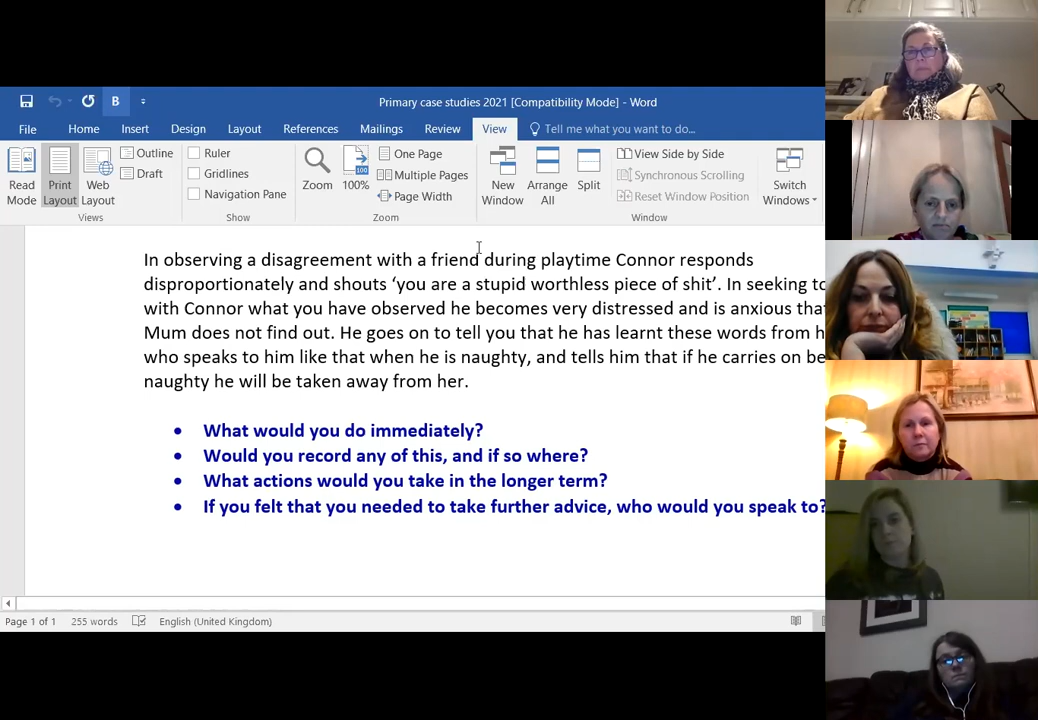 Primary case studies 2021 [Compatibility Mode] - Word
File Home Insert Design Layout References Mailings Review View Tell me what you want to do...
Read Mode
Print Layout
Web Layout
Outline
Draft
Views
Ruler
Gridlines
Navigation Pane
Show
Zoom
100
100%
One Page
Multiple Pages
Page Width
Zoom
New Window
Arrange All
Split
View Side by Side
Synchronous Scrolling
Reset Window Position
Window
Switch Windows
B
In observing a disagreement with a friend during playtime Connor responds
disproportionately and shouts ‘you are a stupid worthless piece of shit’. In seeking
with Connor what you have observed he becomes very distressed and is anxious
Mum does not find out. He goes on to tell you that he has learnt these words from
who speaks to him like that when he is naughty, and tells him that if he carries on
naughty he will be taken away from her.
• What would you do immediately?
• Would you record any of this, and if so where?
• What actions would you take in the longer term?
• If you felt that you needed to take further advice, who would you speak to?
Page 1 of 1 255 words English (United Kingdom)